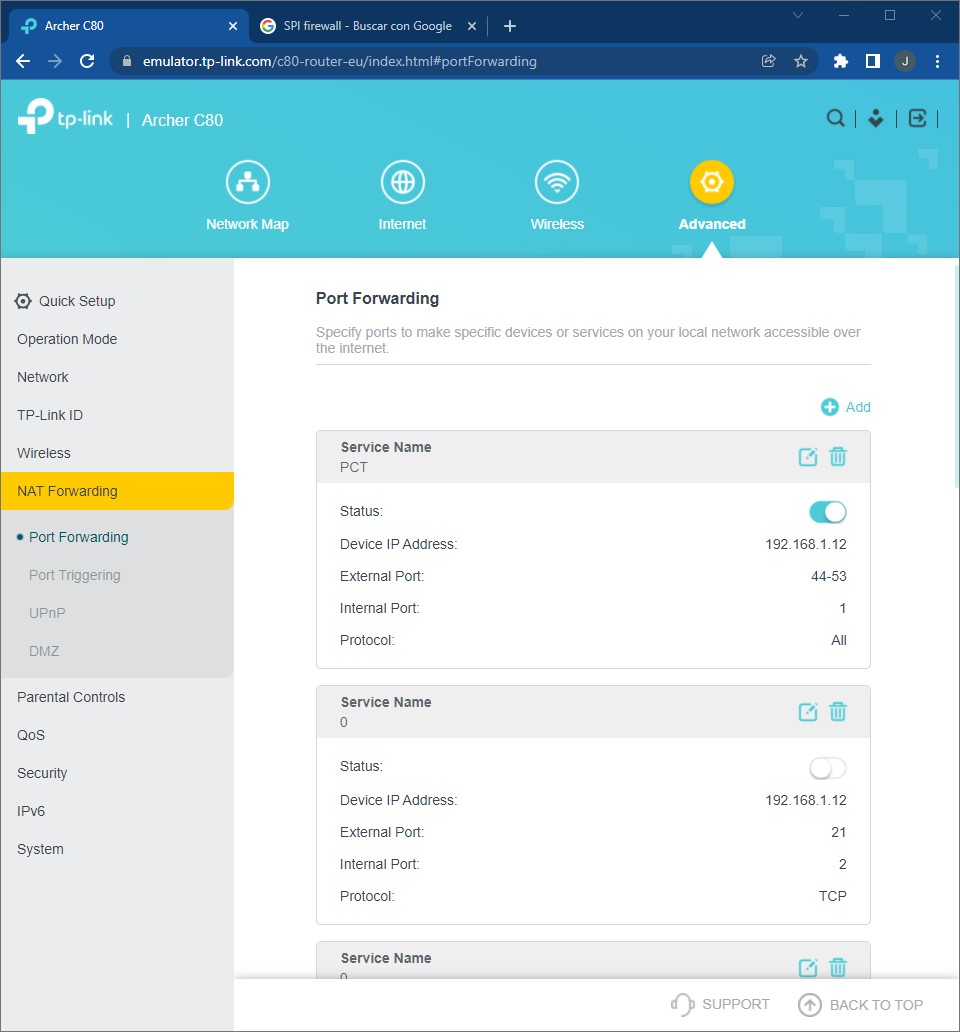 Archer C80
SPI firewall - Buscar con Google
emulator.tp-link.com/c80-router-eu/index.html#portForwarding
J
tp-link | Archer C80
Network Map
Internet
Wireless
Advanced
Quick Setup
Operation Mode
Network
TP-Link ID
Wireless
NAT Forwarding
Port Forwarding
Port Triggering
UPnP
DMZ
Parental Controls
QoS
Security
IPv6
System
Port Forwarding
Specify ports to make specific devices or services on your local network accessible over
the internet.
Add
Service Name
PCT
Status:
Device IP Address: 192.168.1.12
External Port: 44-53
Internal Port: 1
Protocol: All
Service Name
0
Status:
Device IP Address: 192.168.1.12
External Port: 21
Internal Port: 2
Protocol: TCP
Service Name
0
SUPPORT
BACK TO TOP